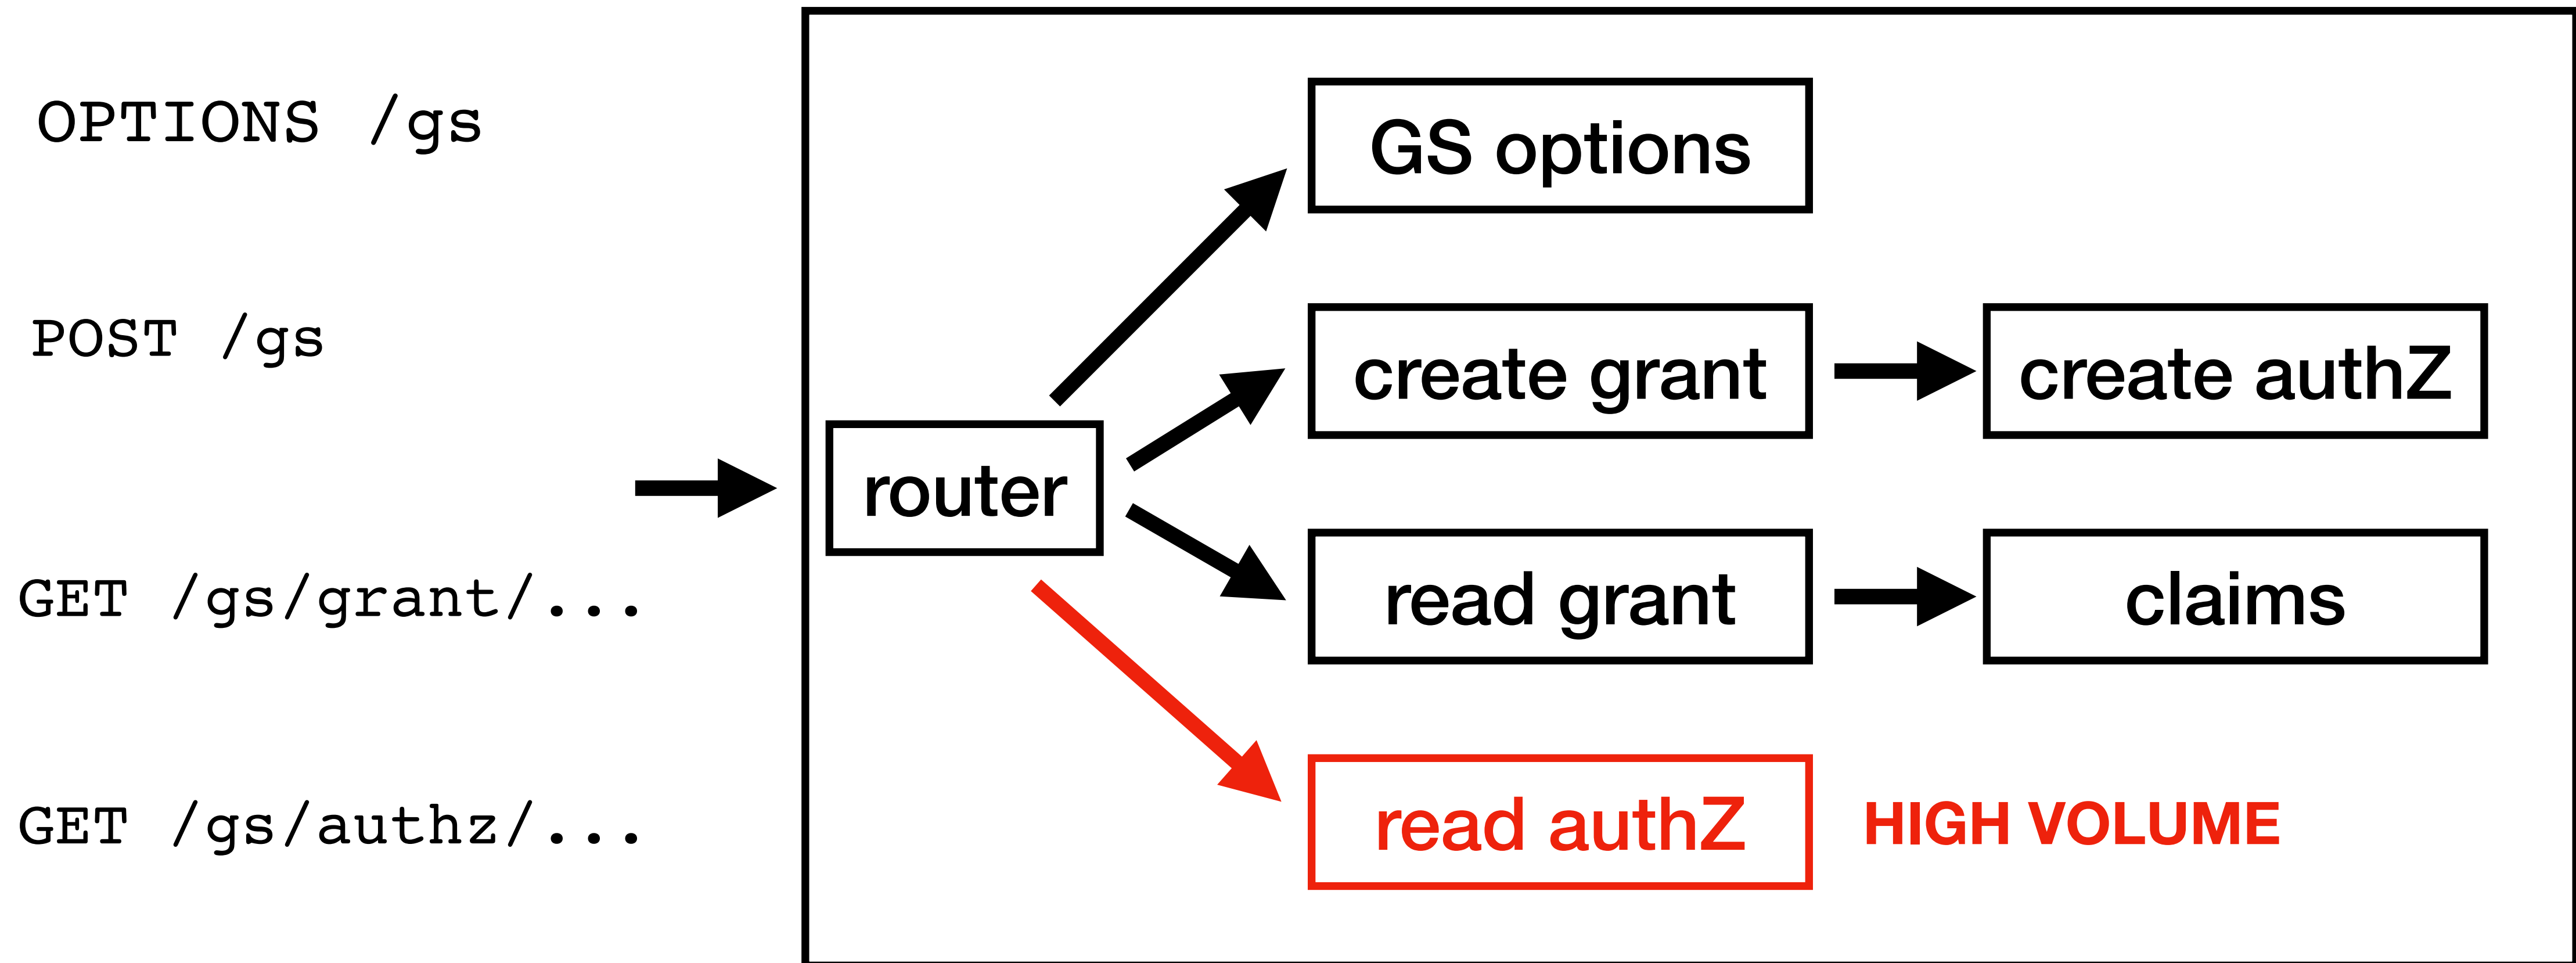 OPTIONS /gs
POST /gs
GET /gs/grant/...
GET /gs/authz/...
router
GS options
create grant
create authZ
read grant
claims
read authZ
HIGH VOLUME